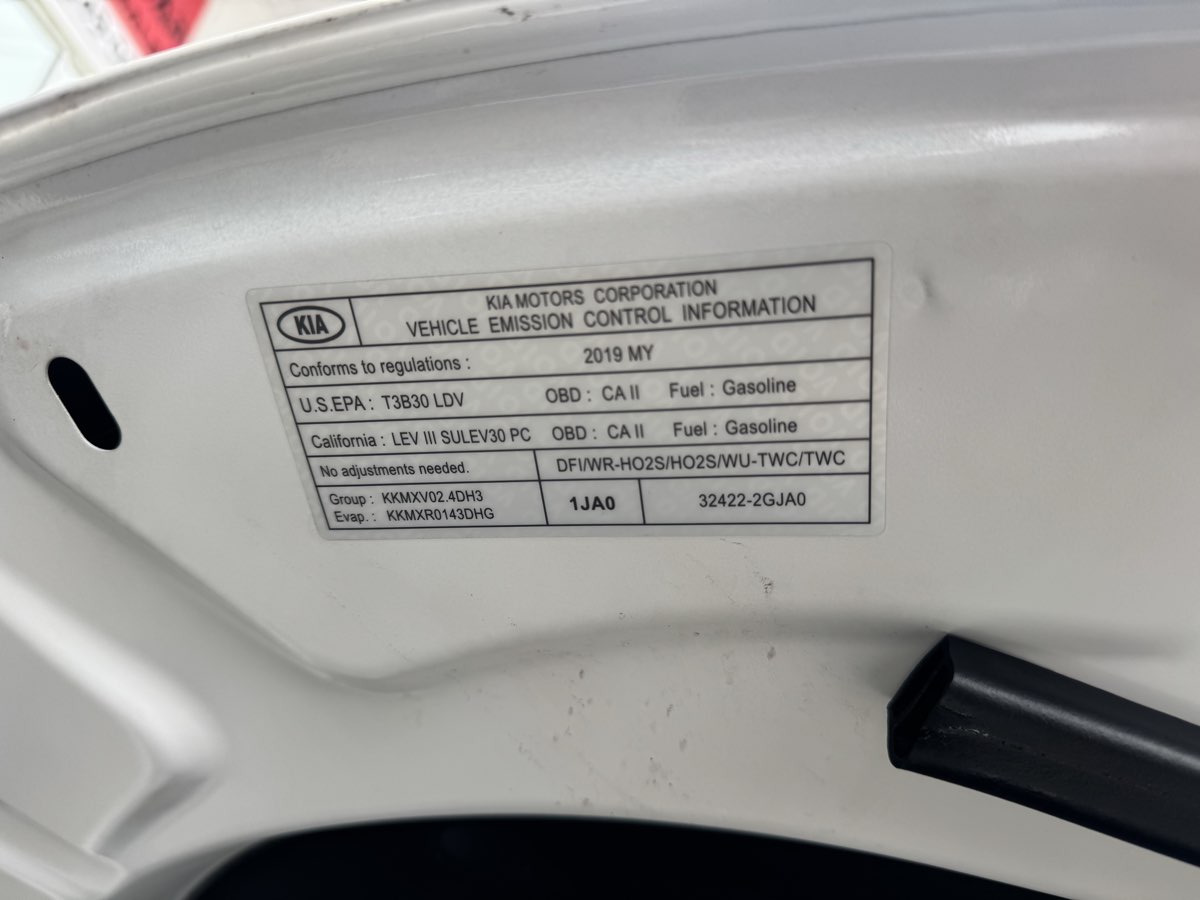 KIA
KIA MOTORS CORPORATION
VEHICLE EMISSION CONTROL INFORMATION
Conforms to regulations : 2019 MY
U.S.EPA : T3B30 LDV OBD : CA II Fuel : Gasoline
California : LEV III SULEV30 PC OBD : CA II Fuel : Gasoline
No adjustments needed. DFI/WR-HO2S/HO2S/WU-TWC/TWC
Group : KKMXV02.4DH3
Evap. : KKMXR0143DHG
1JA0 32422-2GJA0